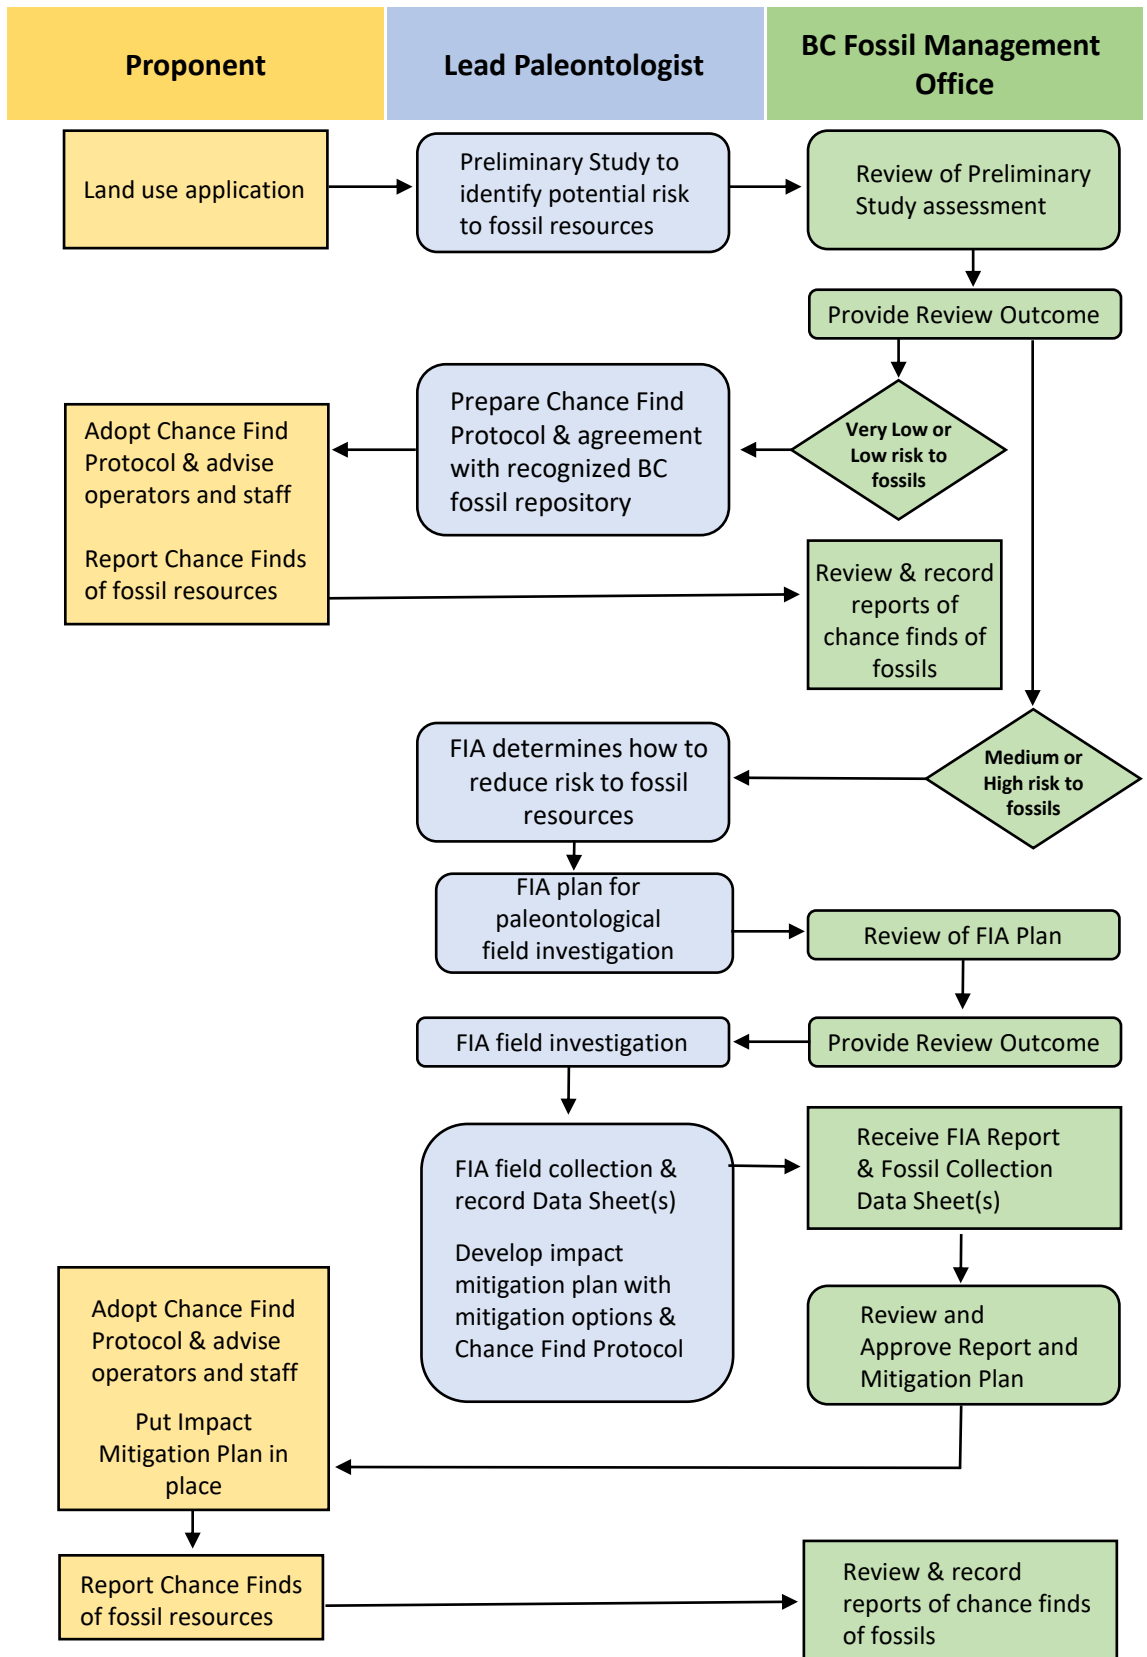 Proponent
Lead Paleontologist
BC Fossil Management
Office
Land use application
Preliminary Study to
identify potential risk
to fossil resources
Review of Preliminary
Study assessment
Provide Review Outcome
Very Low or
Low risk to
fossils
Prepare Chance Find
Protocol & agreement
with recognized BC
fossil repository
Adopt Chance Find
Protocol & advise
operators and staff
Report Chance Finds
of fossil resources
Review & record
reports of
chance finds of
fossils
Medium or
High risk to
fossils
FIA determines how to
reduce risk to fossil
resources
FIA plan for
paleontological
field investigation
Review of FIA Plan
Provide Review Outcome
FIA field investigation
FIA field collection &
record Data Sheet(s)
Develop impact
mitigation plan with
mitigation options &
Chance Find Protocol
Receive FIA Report
& Fossil Collection
Data Sheet(s)
Review and
Approve Report and
Mitigation Plan
Adopt Chance Find
Protocol & advise
operators and staff
Put Impact
Mitigation Plan in
place
Report Chance Finds
of fossil resources
Review & record
reports of chance finds
of fossils